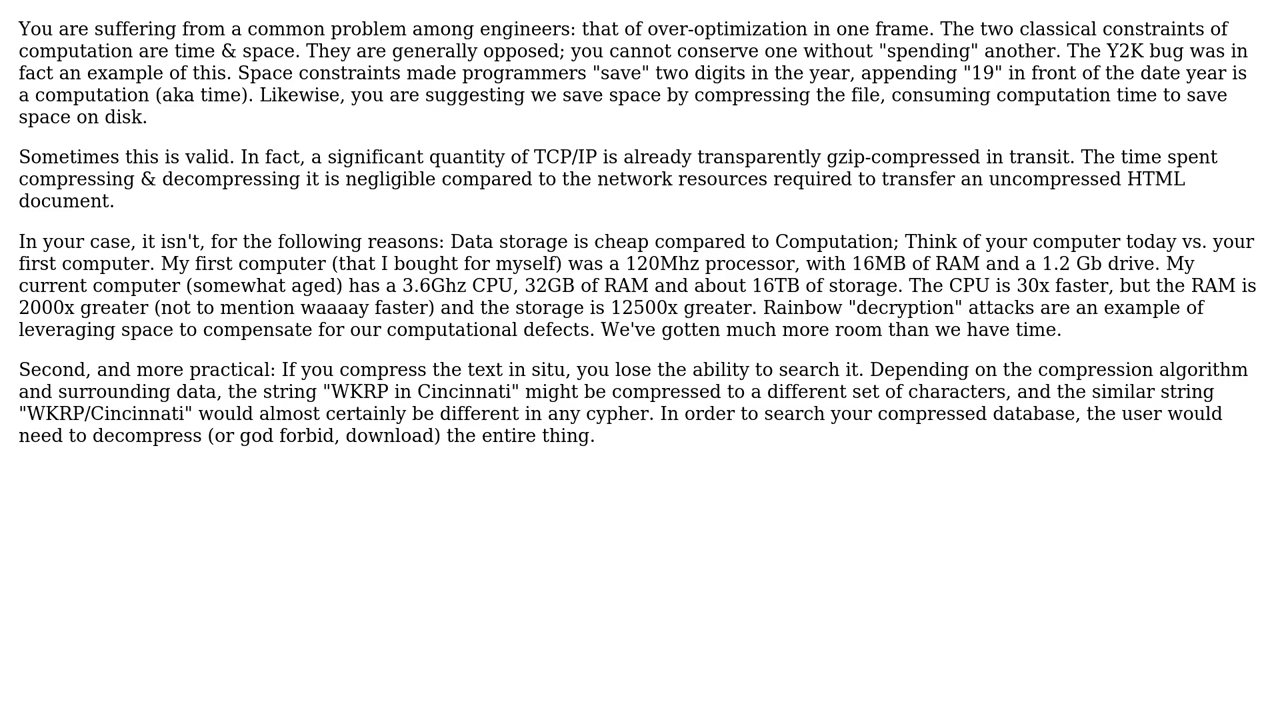 You are suffering from a common problem among engineers: that of over-optimization in one frame. The two classical constraints of
computation are time & space. They are generally opposed; you cannot conserve one without "spending" another. The Y2K bug was in
fact an example of this. Space constraints made programmers "save" two digits in the year, appending "19" in front of the date year is
a computation (aka time). Likewise, you are suggesting we save space by compressing the file, consuming computation time to save
space on disk.
Sometimes this is valid. In fact, a significant quantity of TCP/IP is already transparently gzip-compressed in transit. The time spent
compressing & decompressing it is negligible compared to the network resources required to transfer an uncompressed HTML
document.
In your case, it isn't, for the following reasons: Data storage is cheap compared to Computation; Think of your computer today vs. your
first computer. My first computer (that I bought for myself) was a 120Mhz processor, with 16MB of RAM and a 1.2 Gb drive. My
current computer (somewhat aged) has a 3.6Ghz CPU, 32GB of RAM and about 16TB of storage. The CPU is 30x faster, but the RAM is
2000x greater (not to mention waaaay faster) and the storage is 12500x greater. Rainbow "decryption" attacks are an example of
leveraging space to compensate for our computational defects. We've gotten much more room than we have time.
Second, and more practical: If you compress the text in situ, you lose the ability to search it. Depending on the compression algorithm
and surrounding data, the string "WKRP in Cincinnati" might be compressed to a different set of characters, and the similar string
"WKRP/Cincinnati" would almost certainly be different in any cypher. In order to search your compressed database, the user would
need to decompress (or god forbid, download) the entire thing.